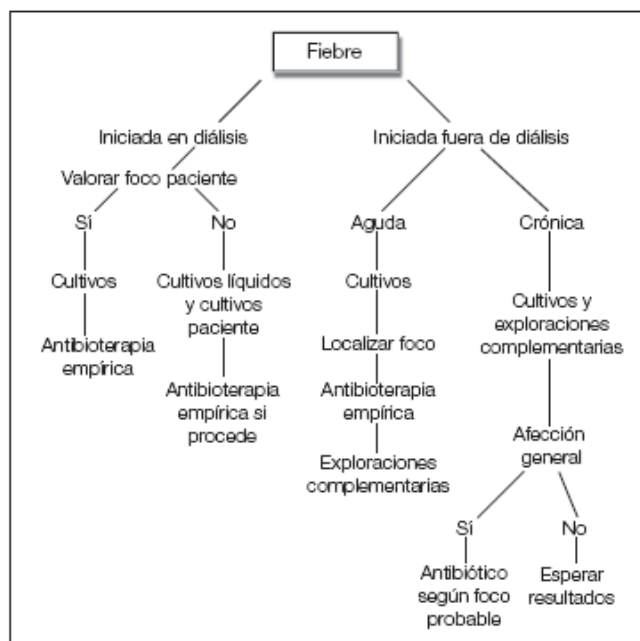 Fiebre
Iniciada en diálisis
Valorar foco paciente
Sí
Cultivos
Antibioterapia
empírica
No
Cultivos líquidos
y cultivos
paciente
Antibioterapia
empírica si
procede
Iniciada fuera de diálisis
Aguda
Cultivos
Localizar foco
Antibioterapia
empírica
Exploraciones
complementarias
Crónica
Cultivos y
exploraciones
complementarias
Afección
general
Sí
Antibiótico
según foco
probable
No
Esperar
resultados